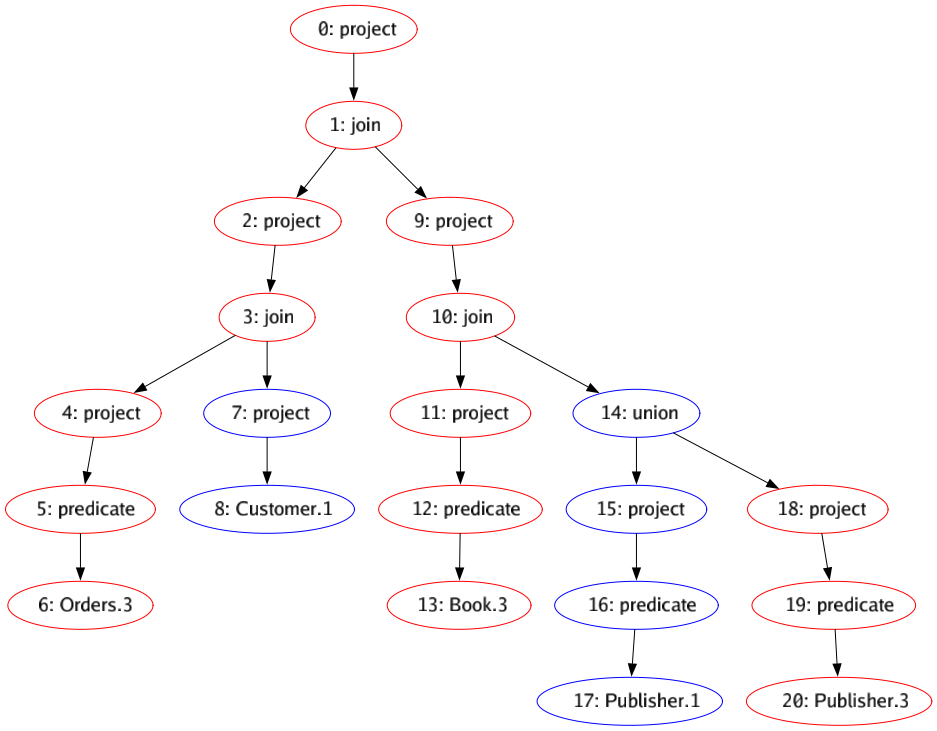 0: project
1: join
2: project
9: project
3: join
10: join
4: project
7: project
11: project
14: union
5: predicate
8: Customer.1
12: predicate
15: project
18: project
6: Orders.3
13: Book.3
16: predicate
19: predicate
17: Publisher.1
20: Publisher.3